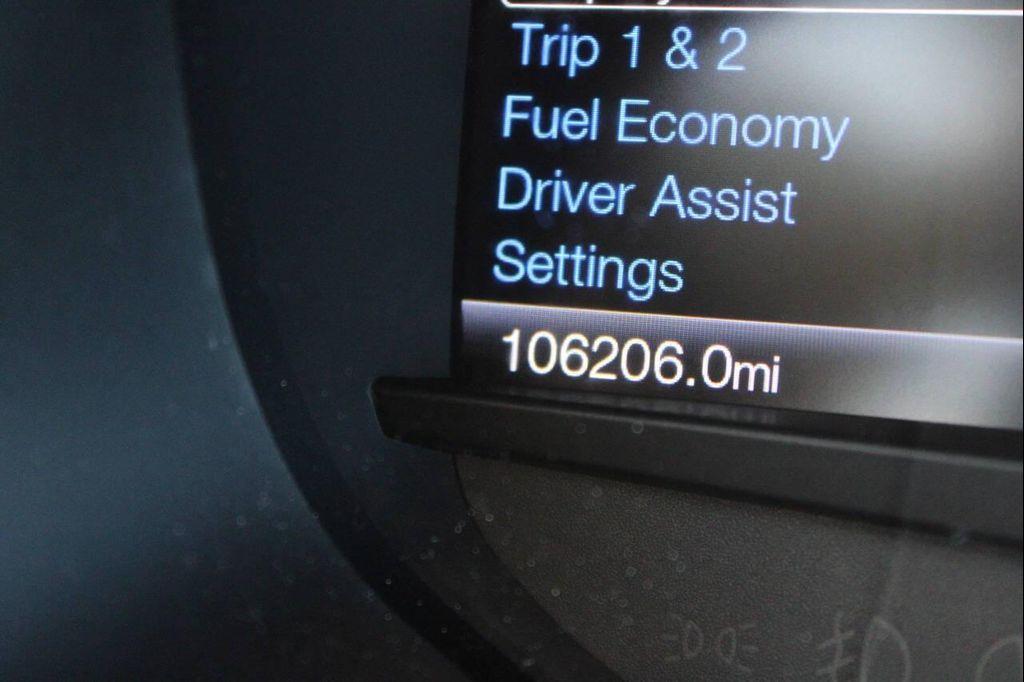 Trip 1 & 2
Fuel Economy
Driver Assist
Settings
106206.0mi